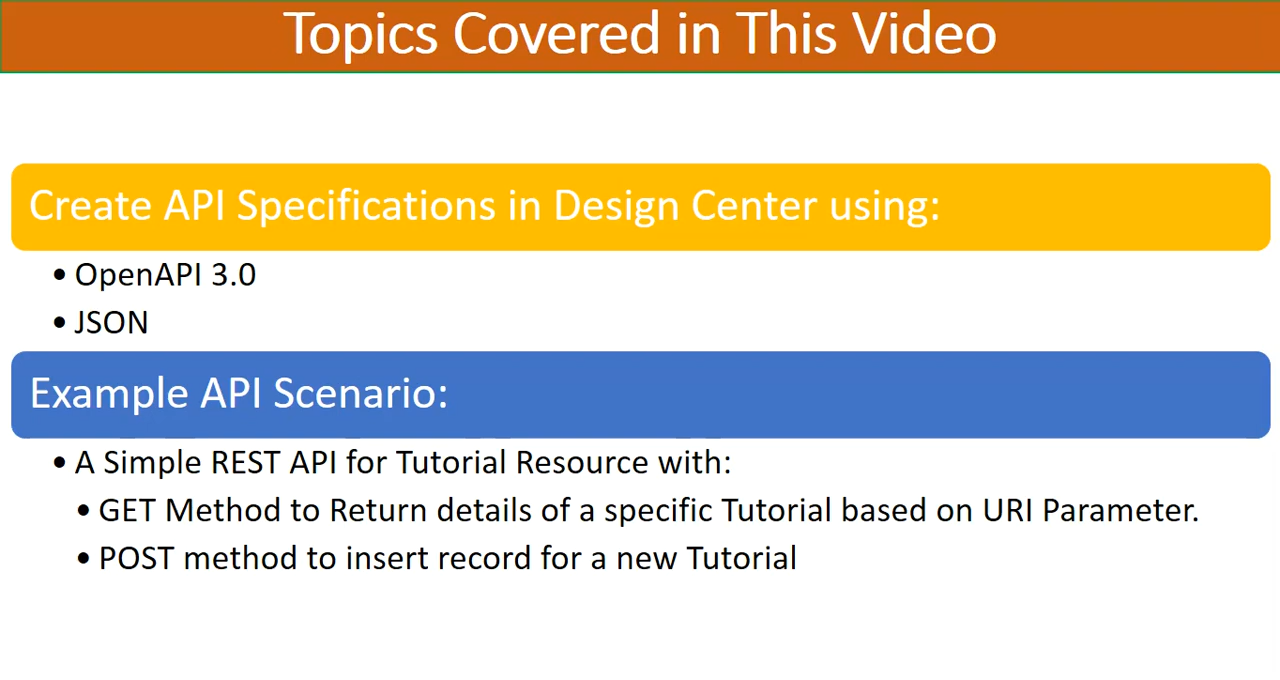 Topics Covered in This Video
Create API Specifications in Design Center using:
• OpenAPI 3.0
• JSON
Example API Scenario:
• A Simple REST API for Tutorial Resource with:
• GET Method to Return details of a specific Tutorial based on URI Parameter.
• POST method to insert record for a new Tutorial